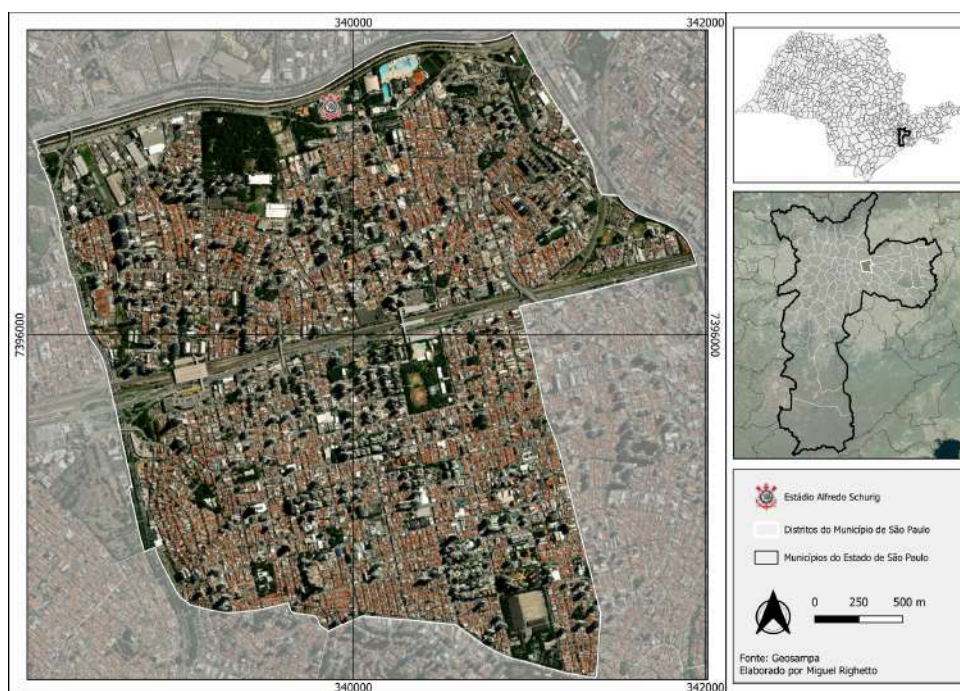 340000
342000
7396000
7396000
Estádio Alfredo Schurig
Distritos do Município de São Paulo
Municípios do Estado de São Paulo
0 250 500 m
Fonte: Geosampa
Elaborado por Miguel Righetto
340000
342000